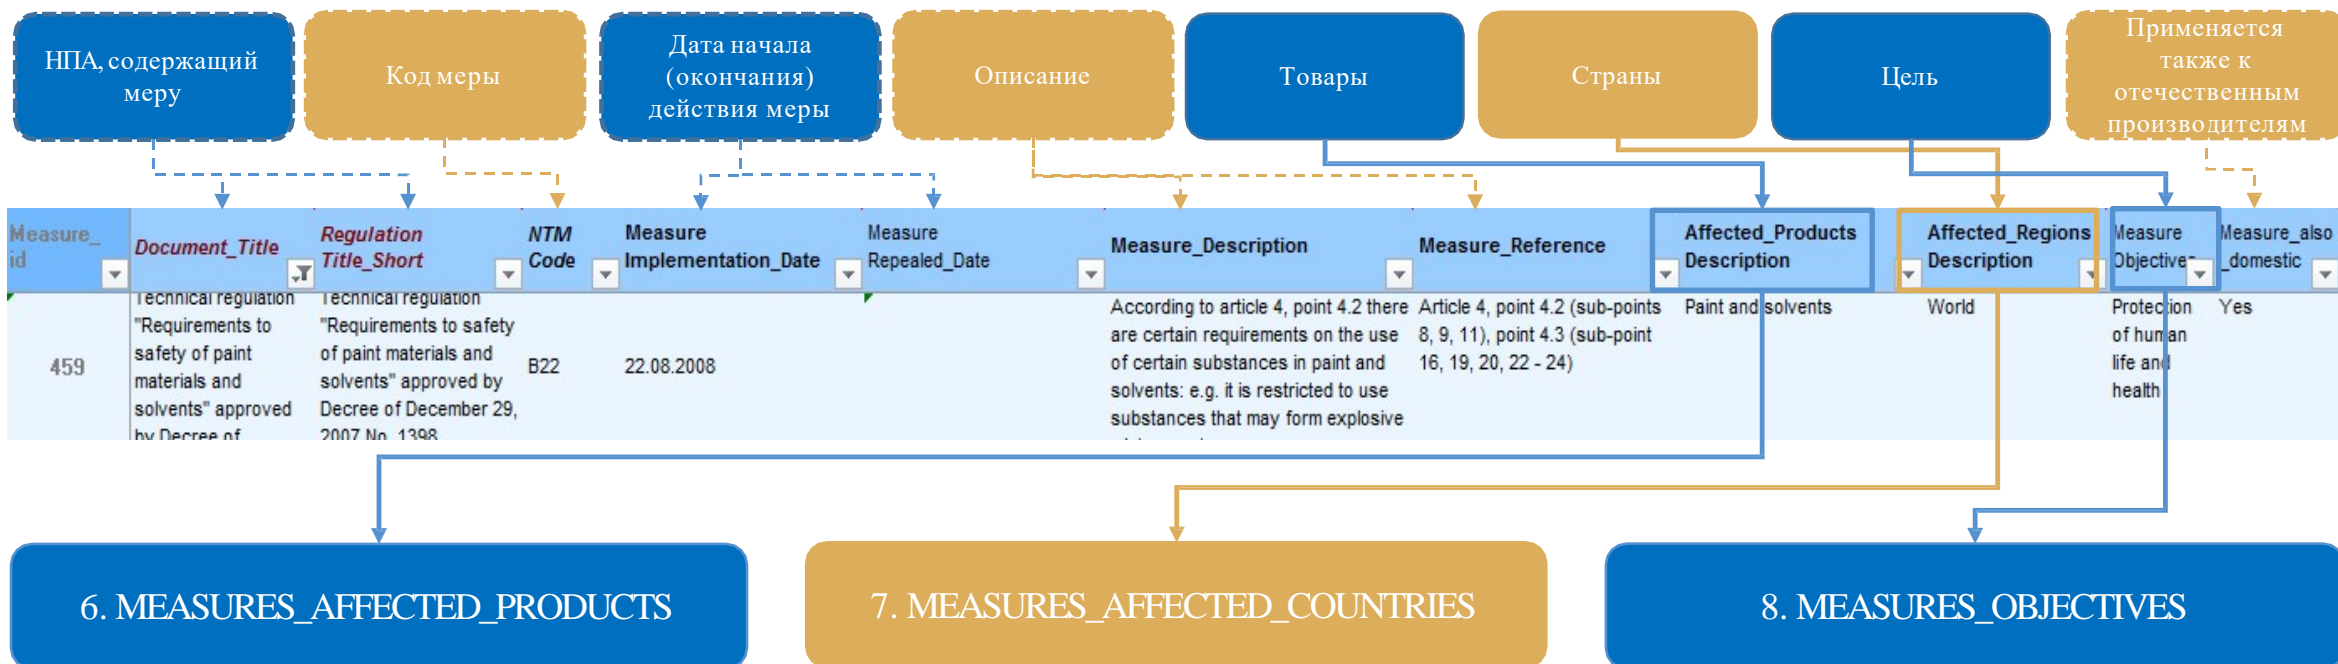 НПА, содержащий
меру
Код меры
Дата начала
(окончания)
действия меры
Описание
Товары
Страны
Цель
Применяется
также к
отечественным
производителям
Measure_
id
Document_Title
Regulation
Title_Short
NTM
Code
Measure
Implementation_Date
Measure
Repealed_Date
Measure_Description
Measure_Reference
Affected_Products
Description
Affected_Regions
Description
Measure
Objective
Measure_also
_domestic
459
Technical regulation
"Requirements to
safety of paint
materials and
solvents" approved
by Decree of
Technical regulation
"Requirements to safety
of paint materials and
solvents" approved by
Decree of December 29,
2007 No. 1398
B22
22.08.2008
According to article 4, point 4.2 there
are certain requirements on the use
of certain substances in paint and
solvents: e.g. it is restricted to use
substances that may form explosive
Article 4, point 4.2 (sub-points
8, 9, 11), point 4.3 (sub-point
16, 19, 20, 22 - 24)
Paint and solvents
World
Protection
of human
life and
health
Yes
6. MEASURES_AFFECTED_PRODUCTS
7. MEASURES_AFFECTED_COUNTRIES
8. MEASURES_OBJECTIVES